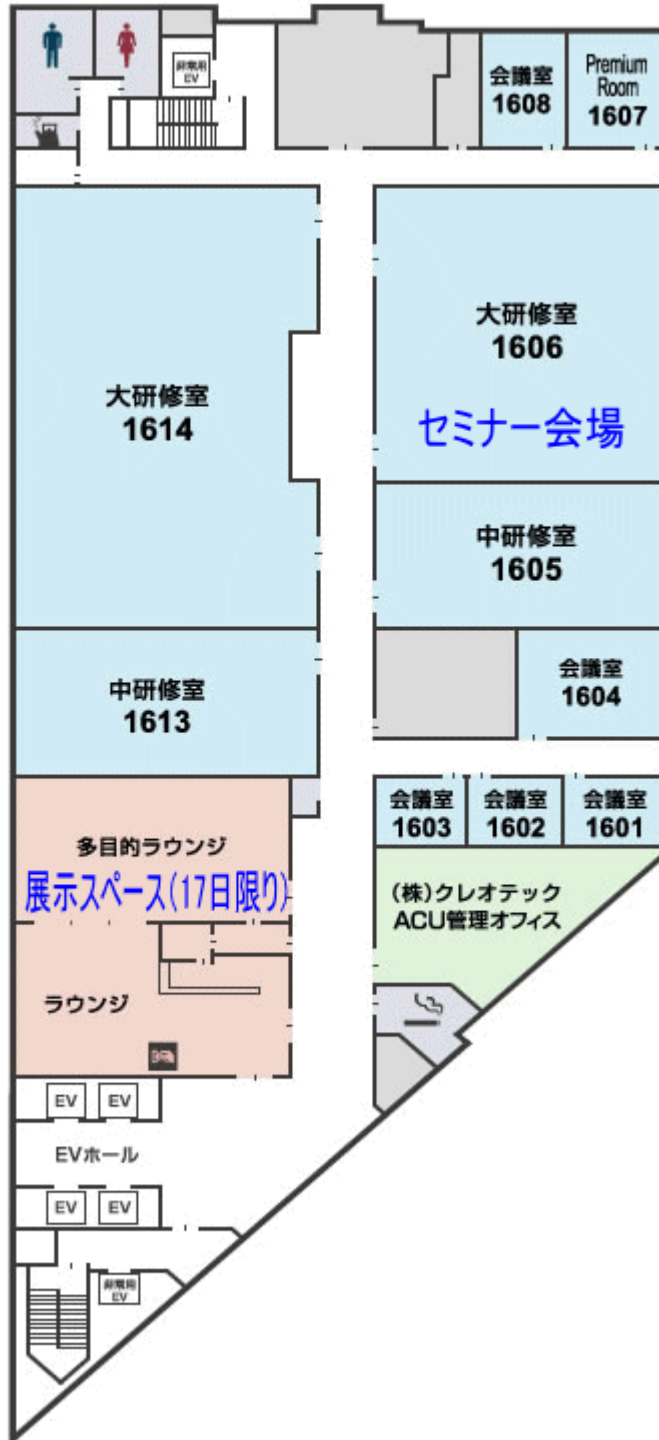 非常用
EV
会議室
1608
Premium
Room
1607
大研修室
1614
大研修室
1606
セミナー会場
中研修室
1605
中研修室
1613
会議室
1604
会議室
1603
会議室
1602
会議室
1601
多目的ラウンジ
展示スペース(17日限り)
(株)クレオテック
ACU管理オフィス
ラウンジ
EV
EV
EVホール
EV
EV
非常用
EV